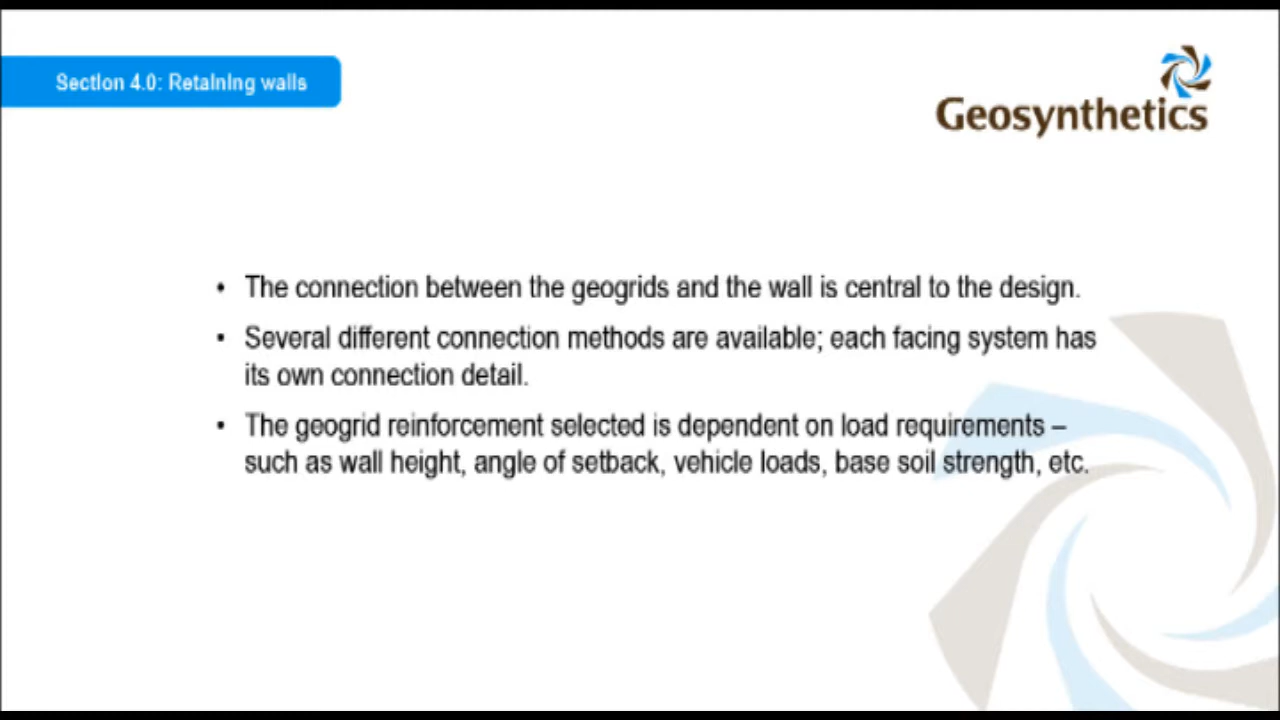 Section 4.0: Retaining walls
Geosynthetics
• The connection between the geogrids and the wall is central to the design.
• Several different connection methods are available; each facing system has
its own connection detail.
• The geogrid reinforcement selected is dependent on load requirements –
such as wall height, angle of setback, vehicle loads, base soil strength, etc.